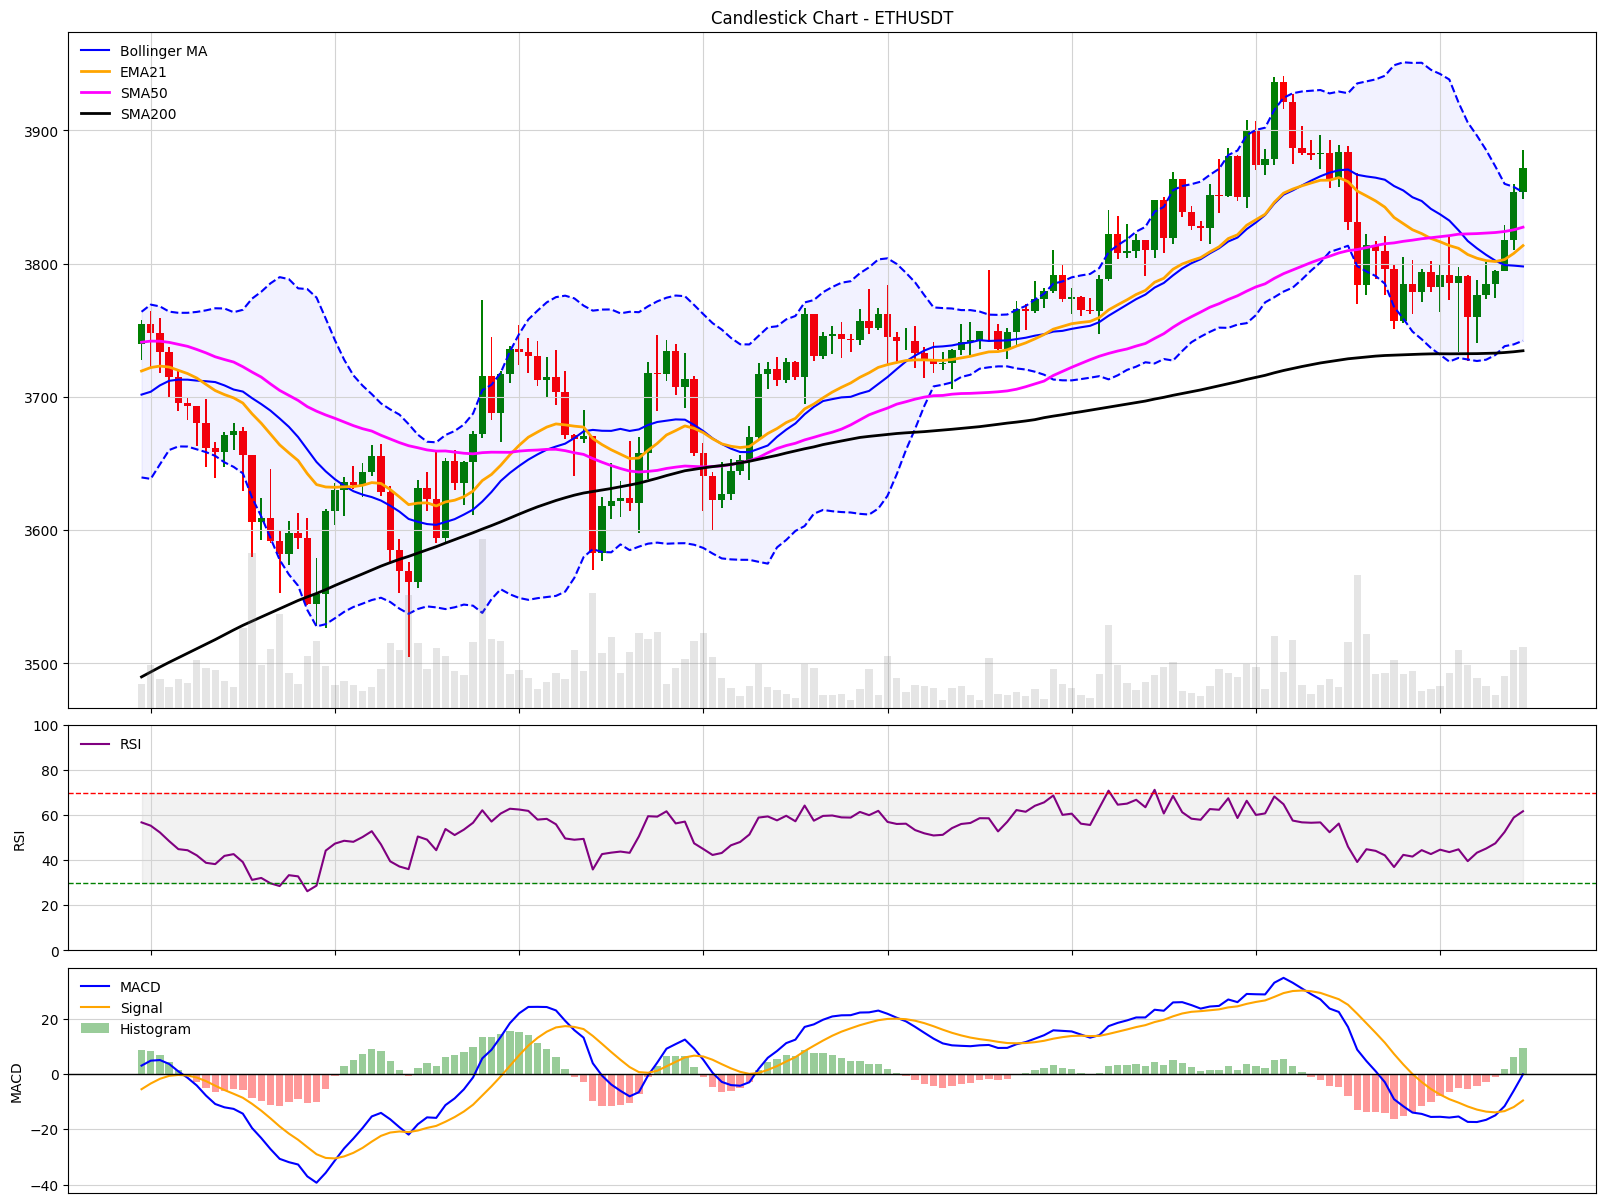 Candlestick Chart - ETHUSDT
Bollinger MA
EMA21
SMA50
SMA200
3900
3800
3700
3600
3500
RSI
100
80
60
40
20
0
RSI
MACD
Signal
Histogram
20
0
−20
−40
MACD